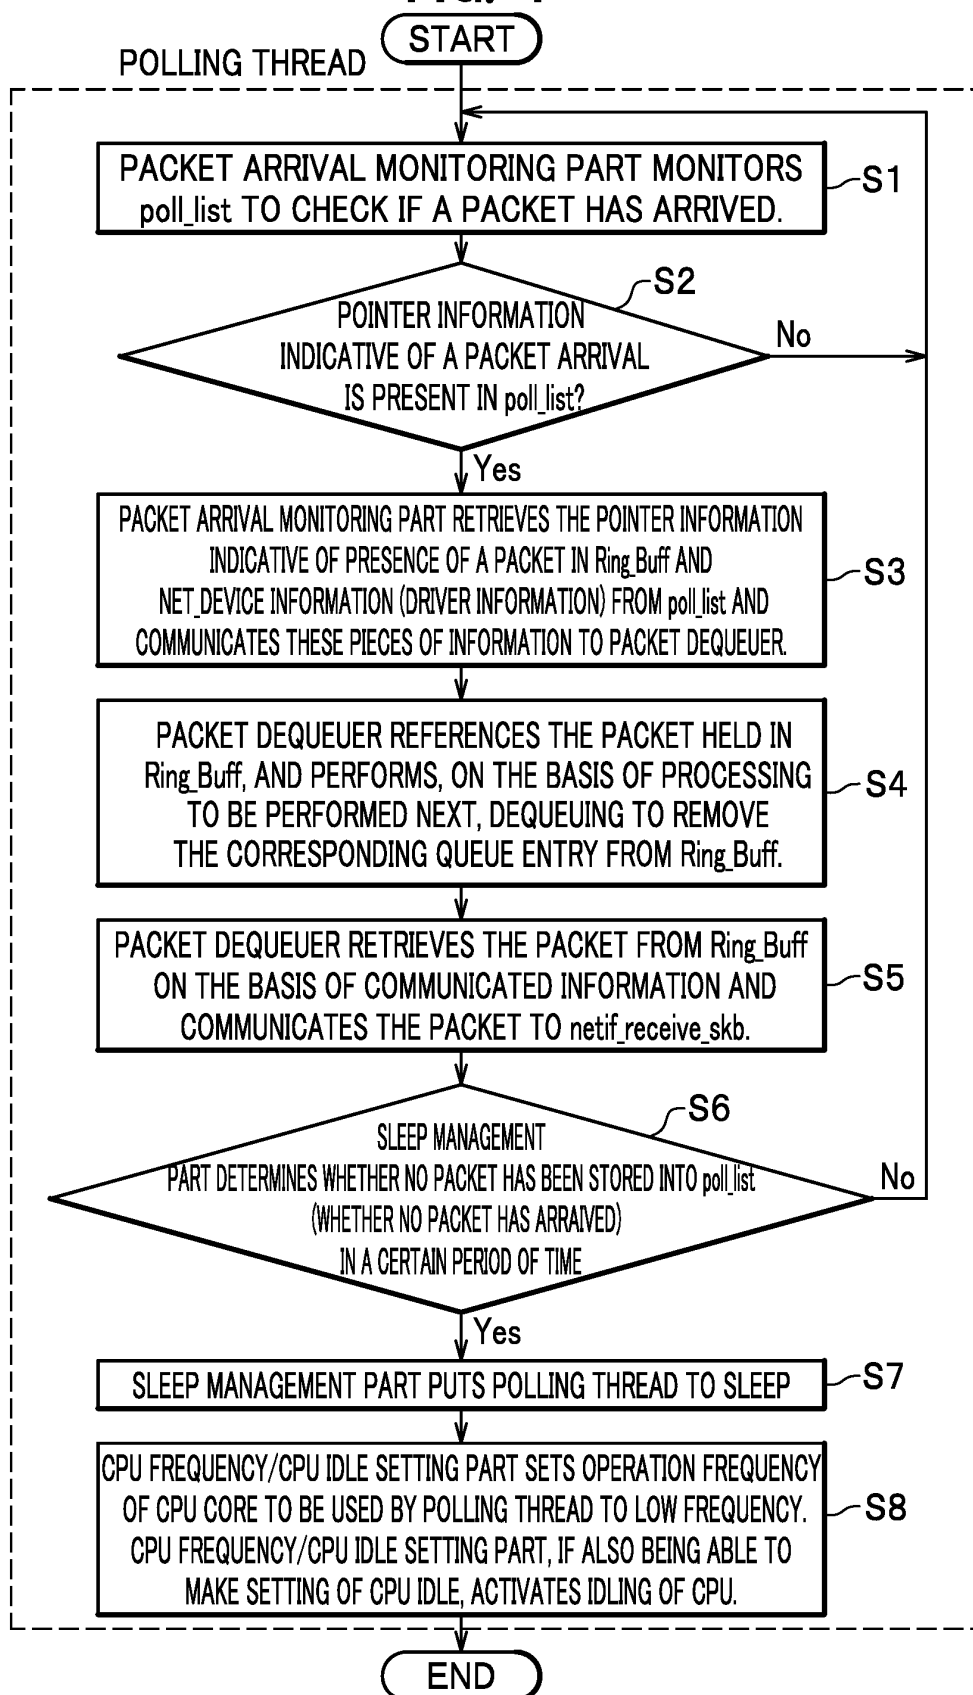 START
POLLING THREAD
PACKET ARRIVAL MONITORING PART MONITORS
poll_list TO CHECK IF A PACKET HAS ARRIVED.
S1
S2
POINTER INFORMATION
INDICATIVE OF A PACKET ARRIVAL
IS PRESENT IN poll_list?
No
Yes
PACKET ARRIVAL MONITORING PART RETRIEVES THE POINTER INFORMATION
INDICATIVE OF PRESENCE OF A PACKET IN Ring_Buff AND
NET_DEVICE INFORMATION (DRIVER INFORMATION) FROM poll_list AND
COMMUNICATES THESE PIECES OF INFORMATION TO PACKET DEQUEUER.
S3
PACKET DEQUEUER REFERENCES THE PACKET HELD IN
Ring_Buff, AND PERFORMS, ON THE BASIS OF PROCESSING
TO BE PERFORMED NEXT, DEQUEUING TO REMOVE
THE CORRESPONDING QUEUE ENTRY FROM Ring_Buff.
S4
PACKET DEQUEUER RETRIEVES THE PACKET FROM Ring_Buff
ON THE BASIS OF COMMUNICATED INFORMATION AND
COMMUNICATES THE PACKET TO netif_receive_skb.
S5
S6
SLEEP MANAGEMENT
PART DETERMINES WHETHER NO PACKET HAS BEEN STORED INTO poll_list
(WHETHER NO PACKET HAS ARRAIVED)
IN A CERTAIN PERIOD OF TIME
No
Yes
SLEEP MANAGEMENT PART PUTS POLLING THREAD TO SLEEP
S7
CPU FREQUENCY/CPU IDLE SETTING PART SETS OPERATION FREQUENCY
OF CPU CORE TO BE USED BY POLLING THREAD TO LOW FREQUENCY.
CPU FREQUENCY/CPU IDLE SETTING PART, IF ALSO BEING ABLE TO
MAKE SETTING OF CPU IDLE, ACTIVATES IDLING OF CPU.
S8
END